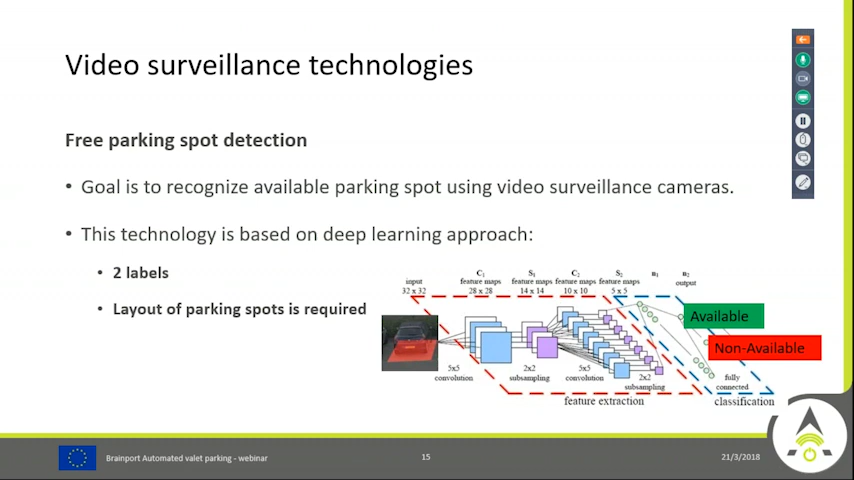 Video surveillance technologies
Free parking spot detection
• Goal is to recognize available parking spot using video surveillance cameras.
• This technology is based on deep learning approach:
• 2 labels
• Layout of parking spots is required
input
32 x 32
C1
feature maps
28 x 28
S1
feature maps
14 x 14
C2
feature maps
10 x 10
S2
feature maps
5 x 5
n1
n2
output
Available
Non-Available
5x5
convolution
2x2
subsampling
5x5
convolution
2x2
subsampling
fully
connected
feature extraction
classification
Brainport Automated valet parking - webinar
15
21/3/2018